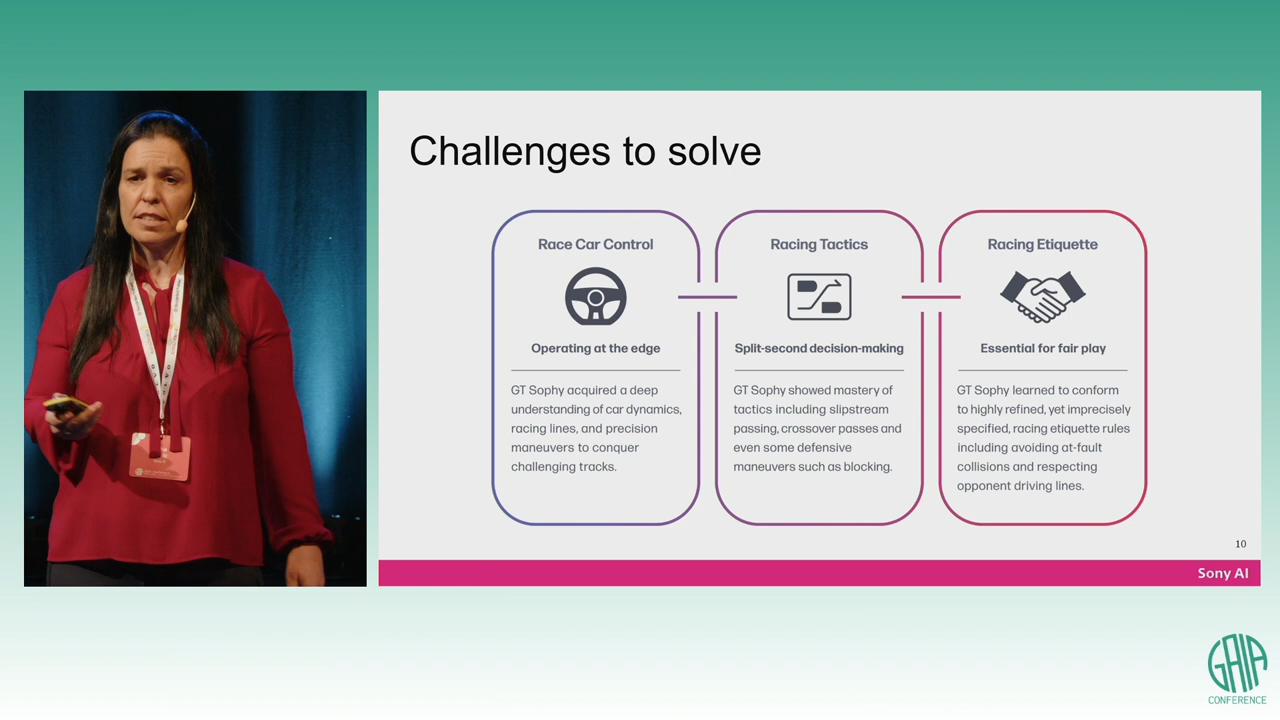 Challenges to solve
Race Car Control
Operating at the edge
GT Sophy acquired a deep
understanding of car dynamics,
racing lines, and precision
maneuvers to conquer
challenging tracks.
Racing Tactics
Split-second decision-making
GT Sophy showed mastery of
tactics including slipstream
passing, crossover passes and
even some defensive
maneuvers such as blocking.
Racing Etiquette
Essential for fair play
GT Sophy learned to conform
to highly refined, yet imprecisely
specified, racing etiquette rules
including avoiding at-fault
collisions and respecting
opponent driving lines.
10
Sony AI
GAIA
CONFERENCE